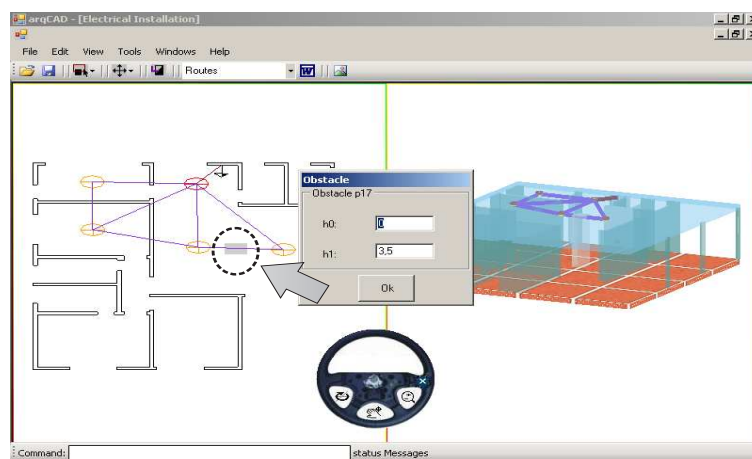 arqCAD - [Electrical Installation]
File Edit View Tools Windows Help
Routes
W
Obstacle
Obstacle p17
h0: 0
h1: 3,5
Ok
Command: status Messages